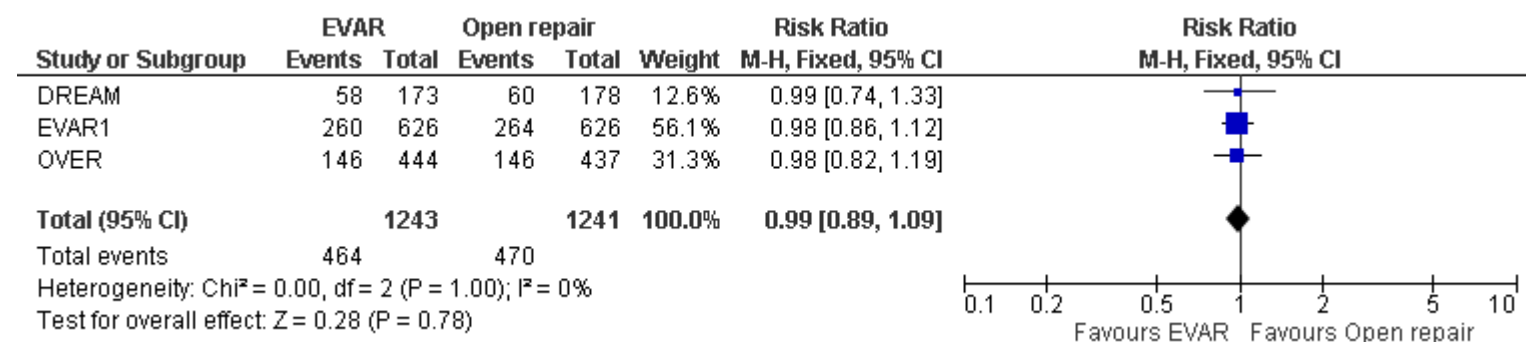 EVAR Open repair Risk Ratio Risk Ratio
Study or Subgroup Events Total Events Total Weight M-H, Fixed, 95% CI M-H, Fixed, 95% CI
DREAM 58 173 60 178 12.6% 0.99 [0.74, 1.33]
EVAR1 260 626 264 626 56.1% 0.98 [0.86, 1.12]
OVER 146 444 146 437 31.3% 0.98 [0.82, 1.19]
Total (95% CI) 1243 1241 100.0% 0.99 [0.89, 1.09]
Total events 464 470
Heterogeneity: Chi² = 0.00, df = 2 (P = 1.00); I² = 0%
Test for overall effect: Z = 0.28 (P = 0.78)
0.1 0.2 0.5 1 2 5 10
Favours EVAR Favours Open repair